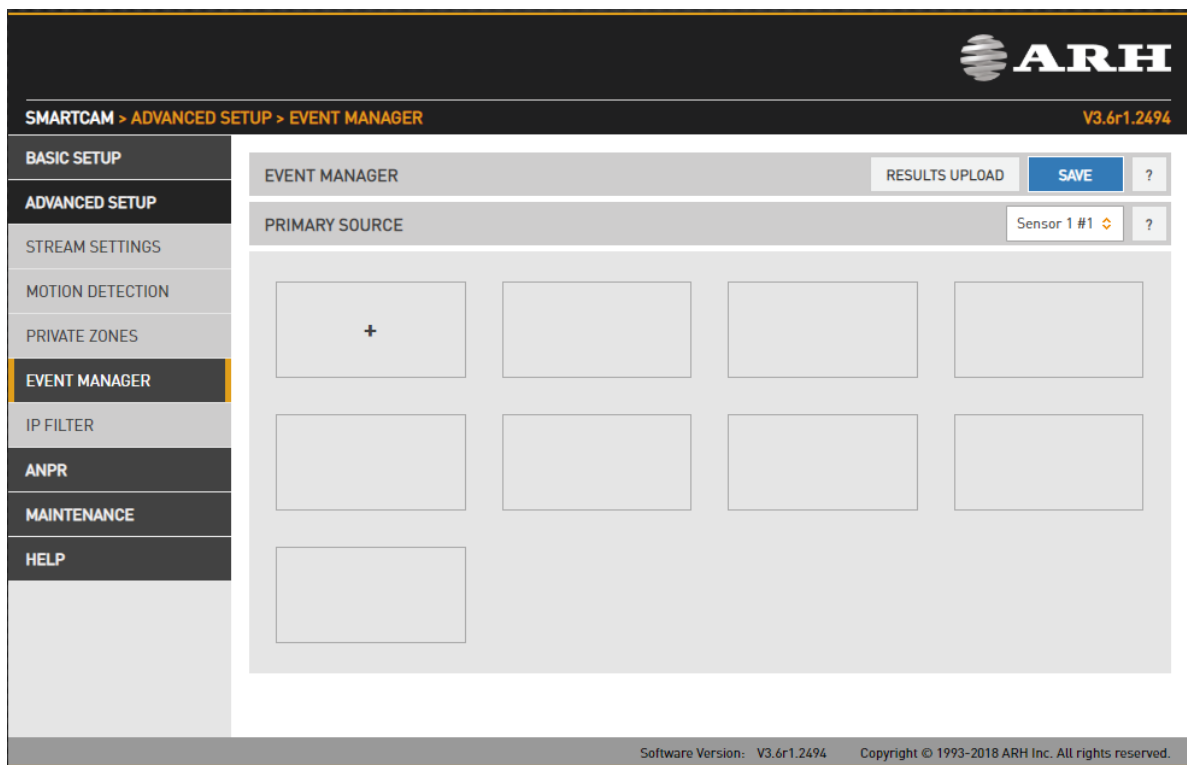 ARH
SMARTCAM > ADVANCED SETUP > EVENT MANAGER V3.6r1.2494
BASIC SETUP
ADVANCED SETUP
STREAM SETTINGS
MOTION DETECTION
PRIVATE ZONES
EVENT MANAGER
IP FILTER
ANPR
MAINTENANCE
HELP
EVENT MANAGER RESULTS UPLOAD SAVE ?
PRIMARY SOURCE Sensor 1 #1 ?
+
Software Version: V3.6r1.2494 Copyright © 1993-2018 ARH Inc. All rights reserved.